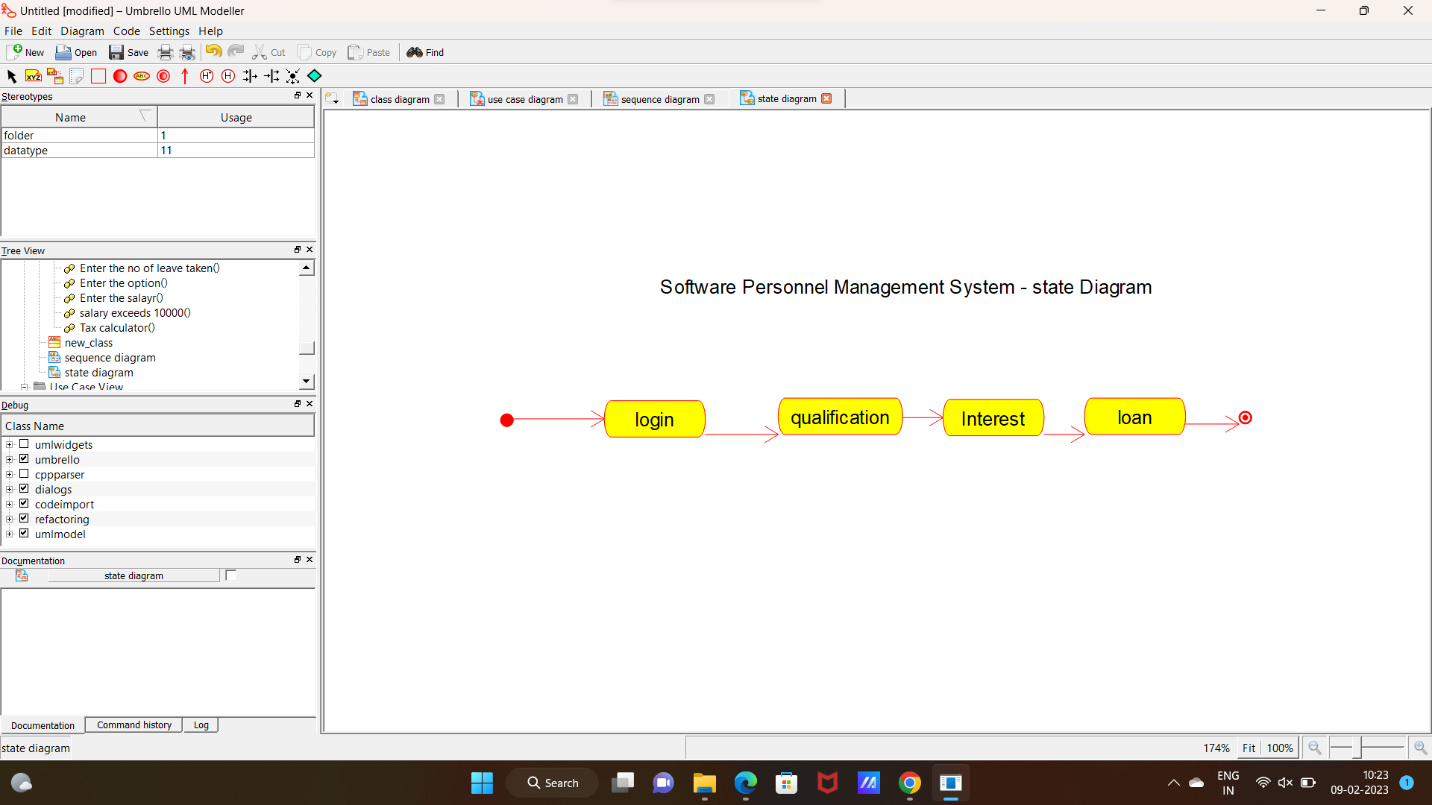 Untitled [modified] – Umbrello UML Modeller
File Edit Diagram Code Settings Help
New Open Save Cut Copy Paste Find
Stereotypes
Name Usage
folder 1
datatype 11
Tree View
Enter the no of leave taken()
Enter the option()
Enter the salayr()
salary exceeds 10000()
Tax calculator()
new_class
sequence diagram
state diagram
Use Case View
Debug
Class Name
umlwidgets
umbrello
cppparser
dialogs
codeimport
refactoring
umlmodel
Documentation
state diagram
Documentation Command history Log
state diagram
class diagram use case diagram sequence diagram state diagram
Software Personnel Management System - state Diagram
login qualification Interest loan
174% Fit 100%
Search
ENG
IN
10:23
09-02-2023
1